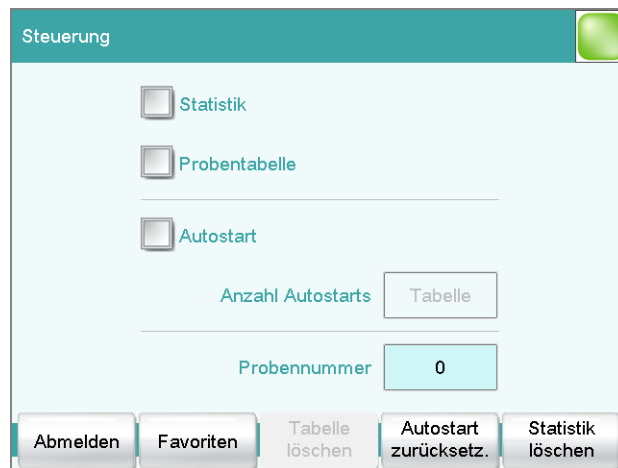 Steuerung
Statistik
Probentabelle
Autostart
Anzahl Autostarts Tabelle
Probennummer 0
Abmelden Favoriten Tabelle löschen Autostart zurücksetz. Statistik löschen